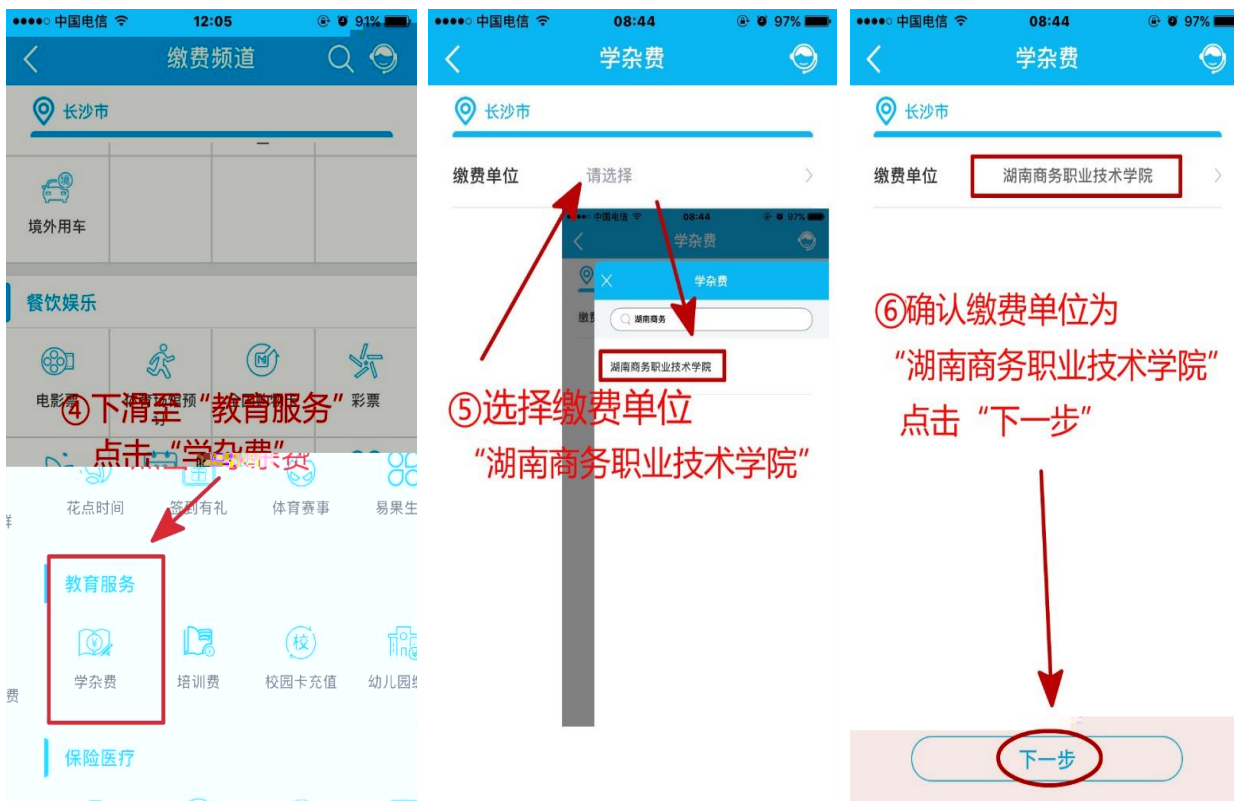 中国电信 12:05 91%
缴费频道
长沙市
境外用车
餐饮娱乐
电影票 彩票
④下滑至“教育服务”
点击“学杂费”
花点时间 签到有礼 体育赛事 易果生
教育服务
学杂费 培训费 校园卡充值 幼儿园
费
保险医疗
中国电信 08:44 97%
学杂费
长沙市
缴费单位 请选择
中国电信 08:44 97%
学杂费
学杂费
湖南商务
湖南商务职业技术学院
⑤选择缴费单位
“湖南商务职业技术学院”
中国电信 08:44 97%
学杂费
长沙市
缴费单位 湖南商务职业技术学院
⑥确认缴费单位为
“湖南商务职业技术学院”
点击“下一步”
下一步